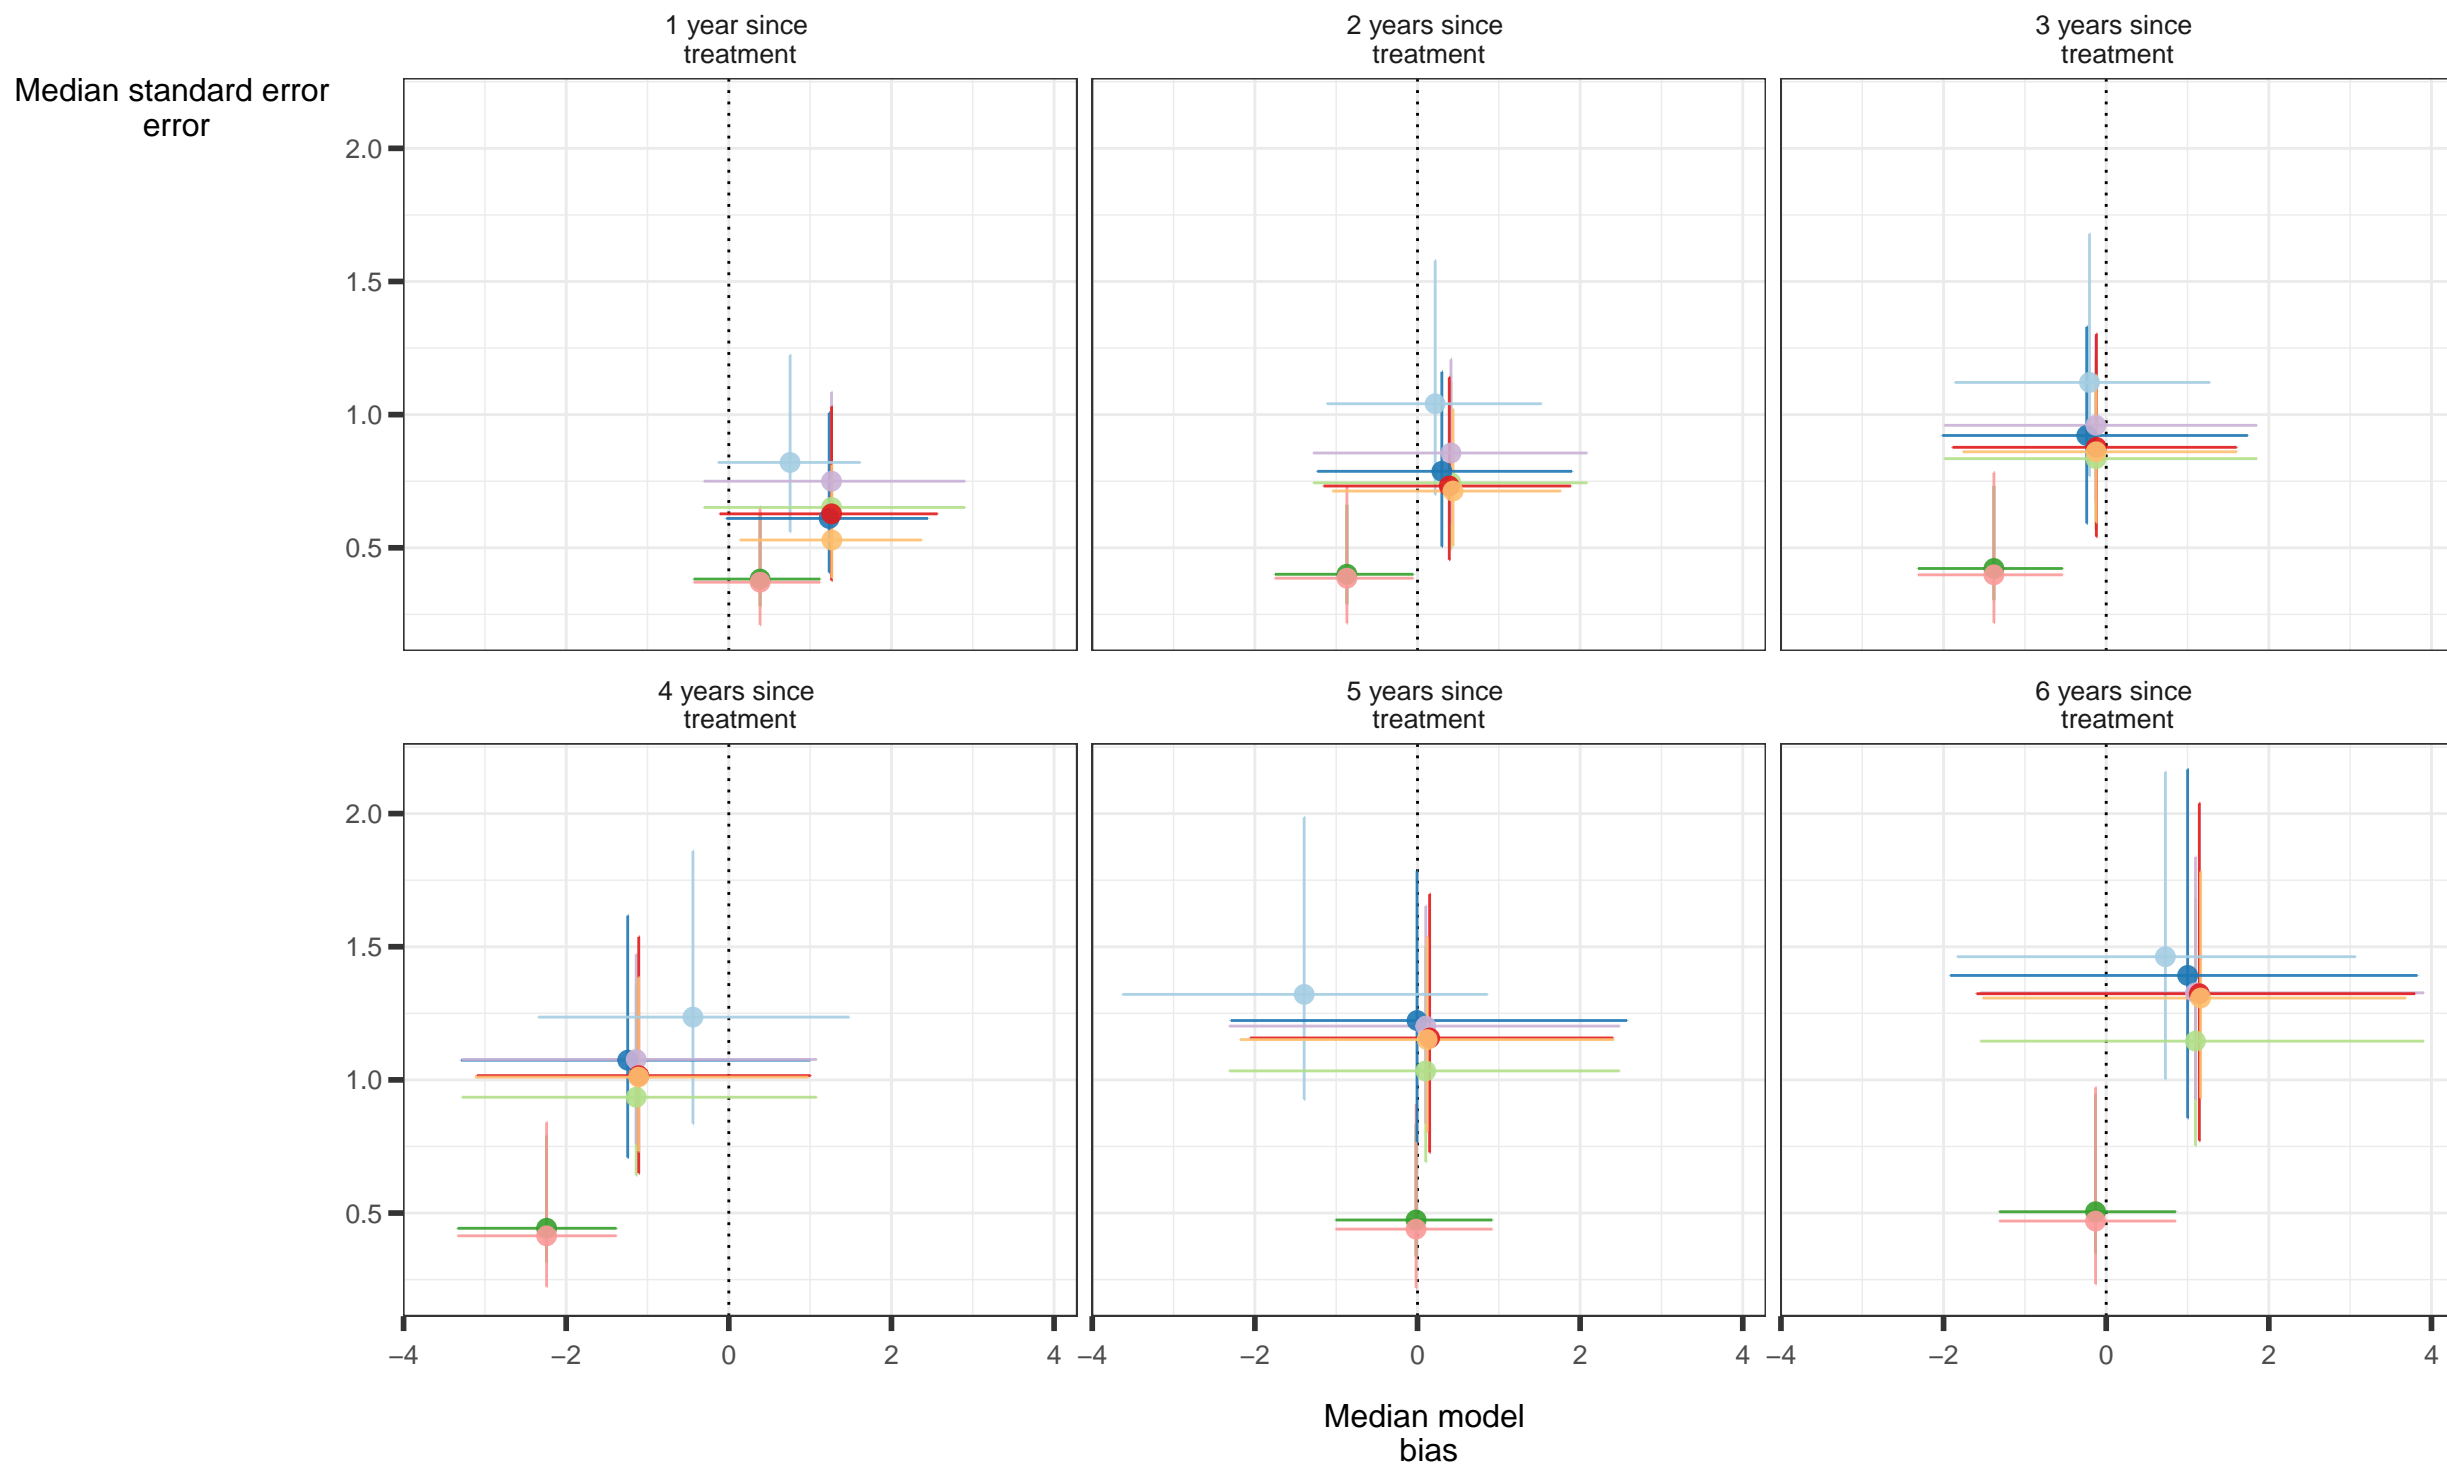 1 year since
treatment
2 years since
treatment
3 years since
treatment
Median standard error
error
2.0
1.5
1.0
0.5
4 years since
treatment
5 years since
treatment
6 years since
treatment
2.0
1.5
1.0
0.5
−4 −2 0 2 4 −4 −2 0 2 4 −4 −2 0 2 4
Median model
bias